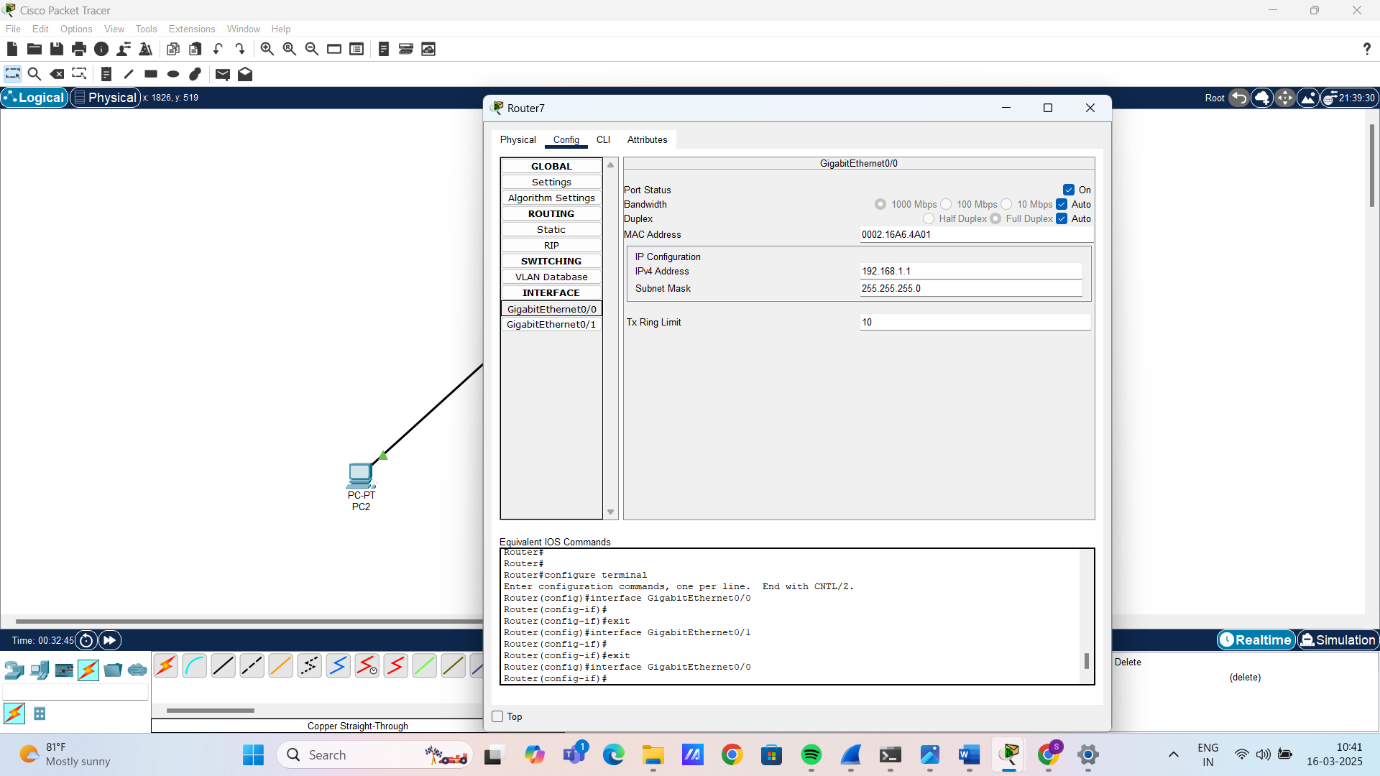 Cisco Packet Tracer
File Edit Options View Tools Extensions Window Help
?
Logical Physical x: 1826, y: 519
Root 21:39:30
PC-PT
PC2
Router7
Physical Config CLI Attributes
GLOBAL
Settings
Algorithm Settings
ROUTING
Static
RIP
SWITCHING
VLAN Database
INTERFACE
GigabitEthernet0/0
GigabitEthernet0/1
GigabitEthernet0/0
Port Status On
Bandwidth 1000 Mbps 100 Mbps 10 Mbps Auto
Duplex Half Duplex Full Duplex Auto
MAC Address 0002.16A6.4A01
IP Configuration
IPv4 Address 192.168.1.1
Subnet Mask 255.255.255.0
Tx Ring Limit 10
Equivalent IOS Commands
Router#
Router#
Router#configure terminal
Enter configuration commands, one per line. End with CNTL/Z.
Router(config)#interface GigabitEthernet0/0
Router(config-if)#
Router(config-if)#exit
Router(config)#interface GigabitEthernet0/1
Router(config-if)#
Router(config-if)#exit
Router(config)#interface GigabitEthernet0/0
Router(config-if)#
Top
Time: 00:32:45
Realtime Simulation
Copper Straight-Through
Delete
(delete)
81°F
Mostly sunny
Search
1
S
ENG
IN
10:41
16-03-2025